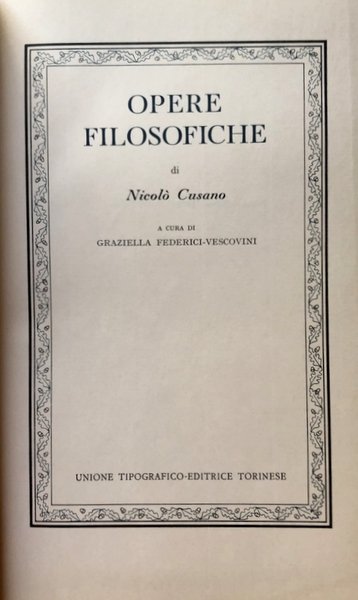 OPERE
FILOSOFICHE
di
Nicolò Cusano
A CURA DI
GRAZIELLA FEDERICI-VESCOVINI
UNIONE TIPOGRAFICO-EDITRICE TORINESE